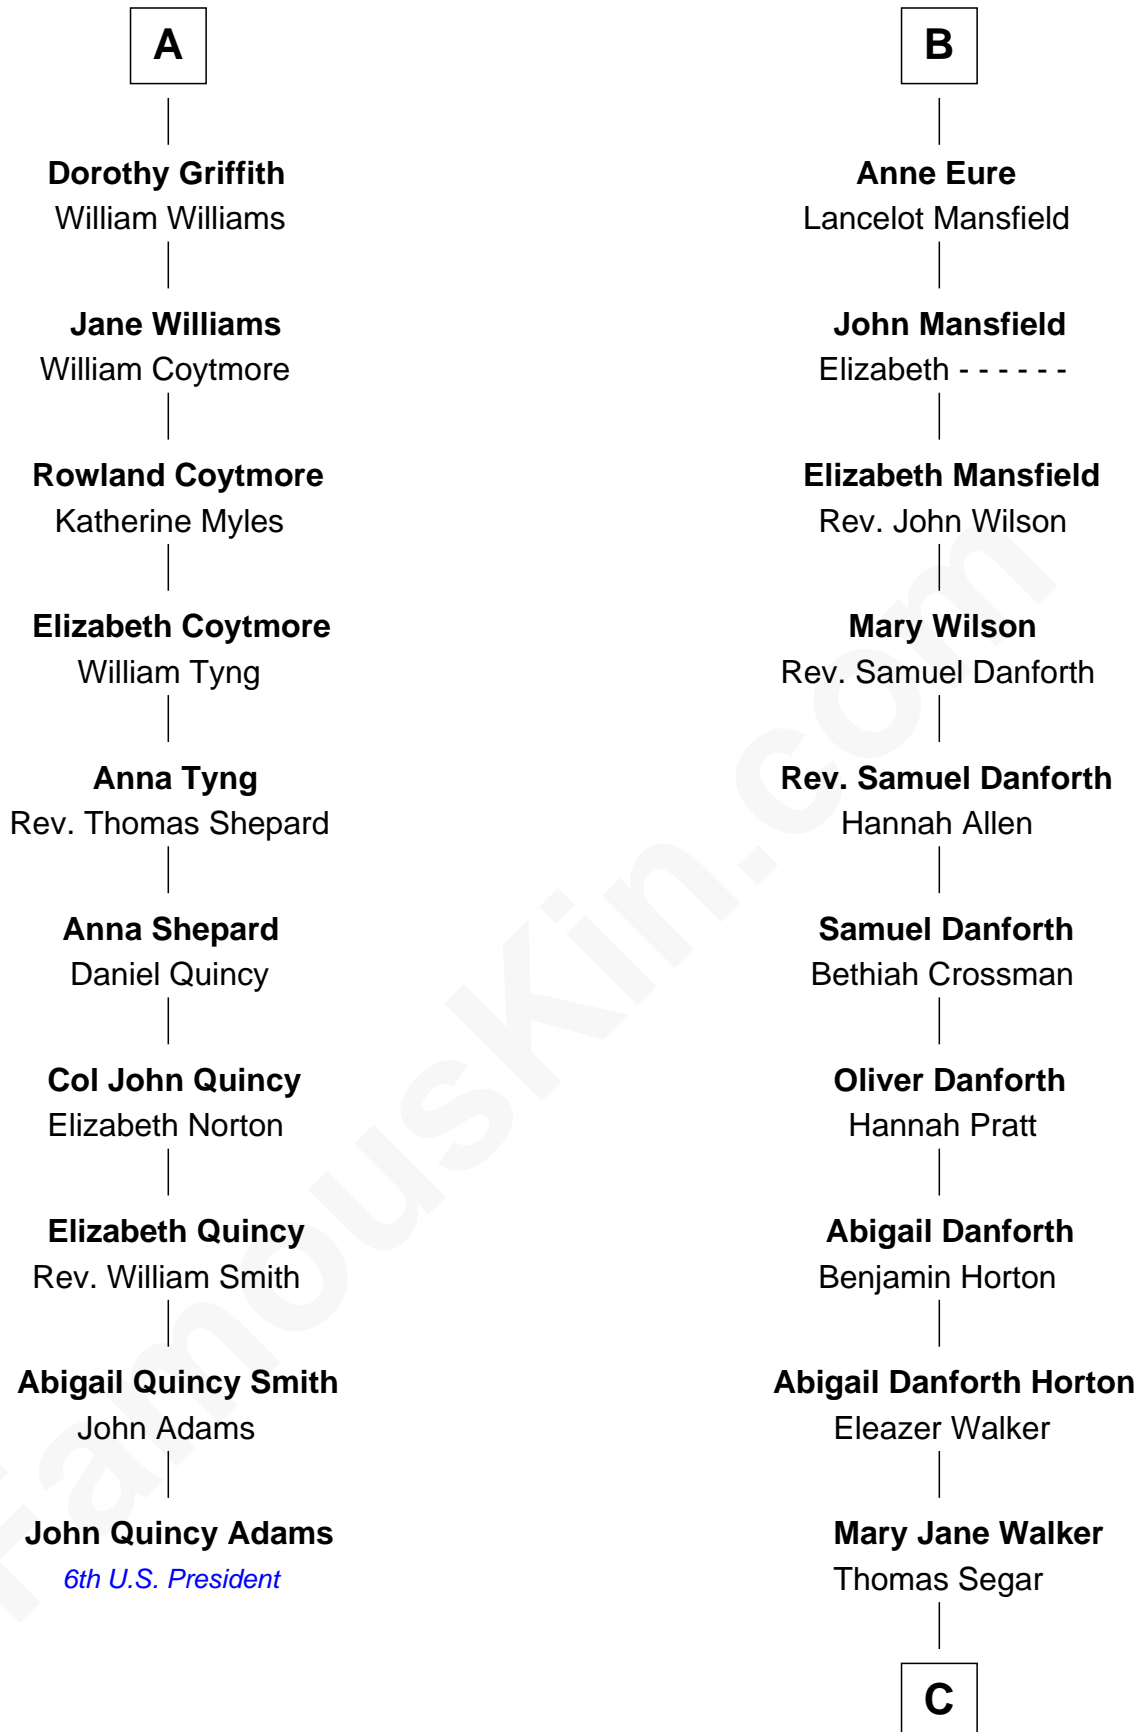 A
Dorothy Griffith
William Williams
Jane Williams
William Coytmore
Rowland Coytmore
Katherine Myles
Elizabeth Coytmore
William Tyng
Anna Tyng
Rev. Thomas Shepard
Anna Shepard
Daniel Quincy
Col John Quincy
Elizabeth Norton
Elizabeth Quincy
Rev. William Smith
Abigail Quincy Smith
John Adams
John Quincy Adams
6th U.S. President
B
Anne Eure
Lancelot Mansfield
John Mansfield
Elizabeth - - - - - -
Elizabeth Mansfield
Rev. John Wilson
Mary Wilson
Rev. Samuel Danforth
Rev. Samuel Danforth
Hannah Allen
Samuel Danforth
Bethiah Crossman
Oliver Danforth
Hannah Pratt
Abigail Danforth
Benjamin Horton
Abigail Danforth Horton
Eleazer Walker
Mary Jane Walker
Thomas Segar
C
FamousKin.com